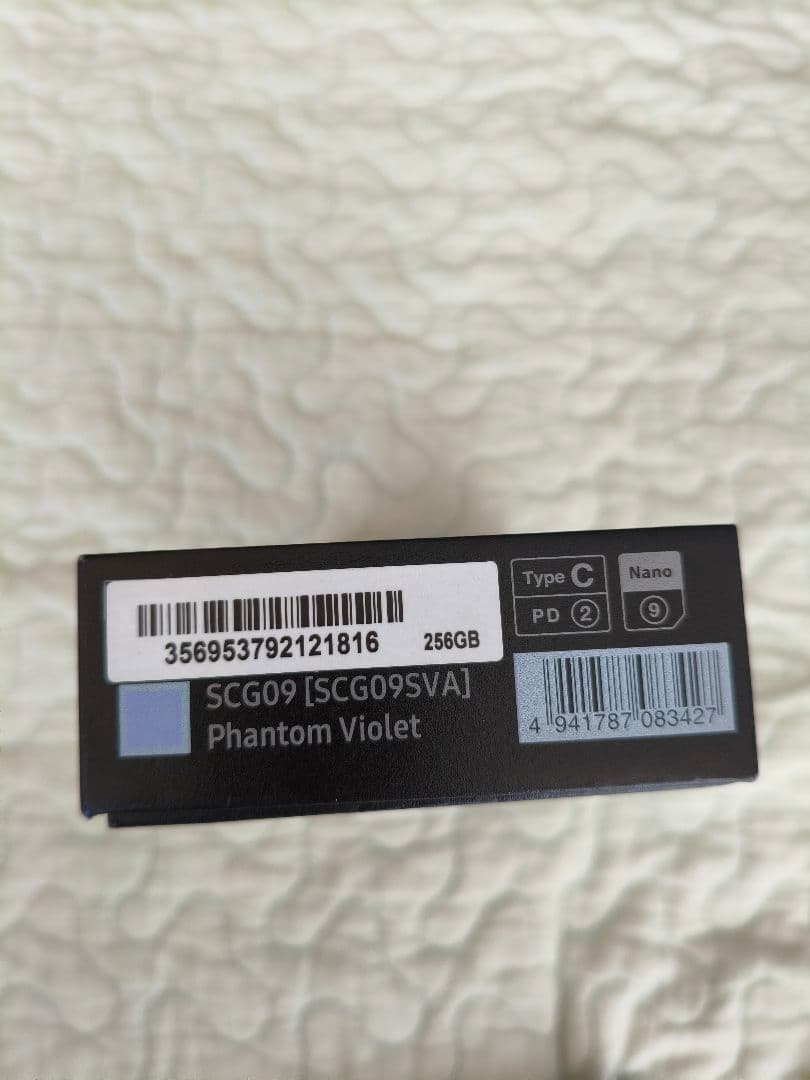 356953792121816 256GB
SCG09 [SCG09SVA]
Phantom Violet
Type C
PD 2
Nano
9
4 941787 083427